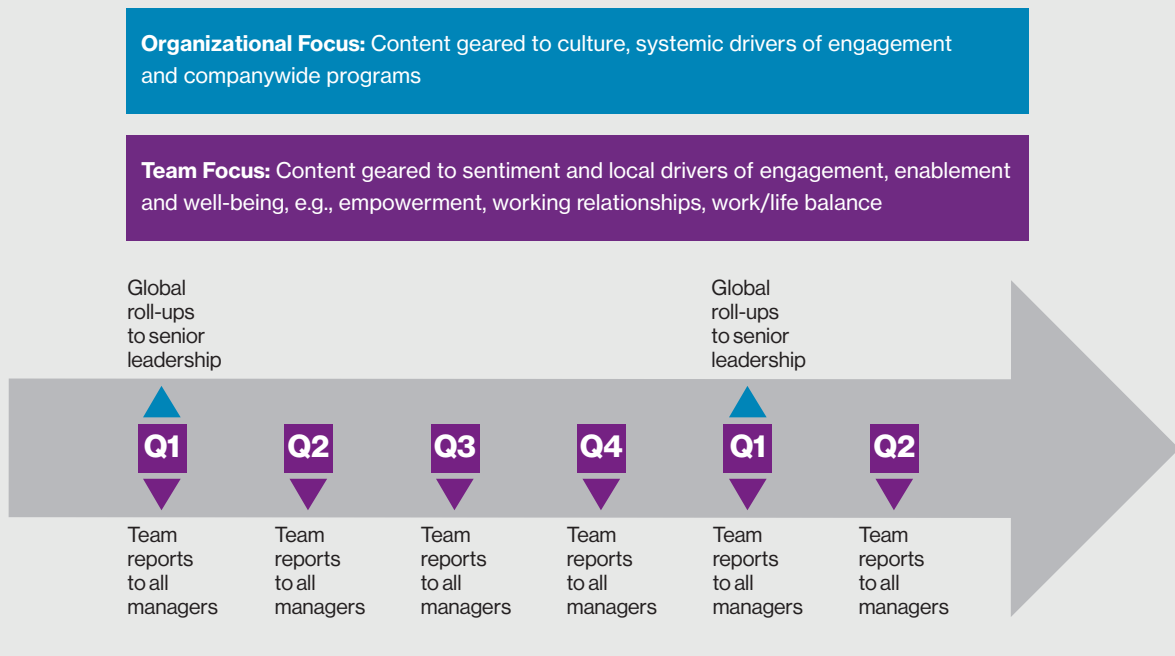 Organizational Focus: Content geared to culture, systemic drivers of engagement
and companywide programs
Team Focus: Content geared to sentiment and local drivers of engagement, enablement
and well-being, e.g., empowerment, working relationships, work/life balance
Global
roll-ups
to senior
leadership
Global
roll-ups
to senior
leadership
Q1
Q2
Q3
Q4
Q1
Q2
Team
reports
to all
managers
Team
reports
to all
managers
Team
reports
to all
managers
Team
reports
to all
managers
Team
reports
to all
managers
Team
reports
to all
managers